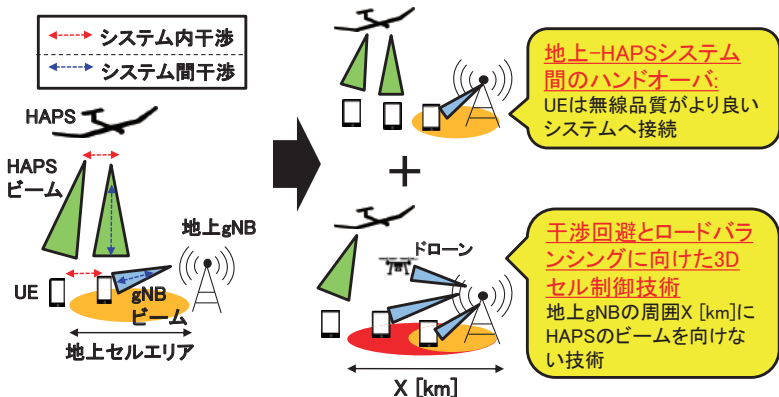 システム内干渉
システム間干渉
HAPS
HAPS
ビーム
地上gNB
UE
gNB
ビーム
地上セルエリア
地上-HAPSシステム
間のハンドオーバ:
UEは無線品質がより良い
システムへ接続
+
ドローン
X [km]
干渉回避とロードバラ
ンシングに向けた3D
セル制御技術
地上gNBの周囲X [km]に
HAPSのビームを向けな
い技術